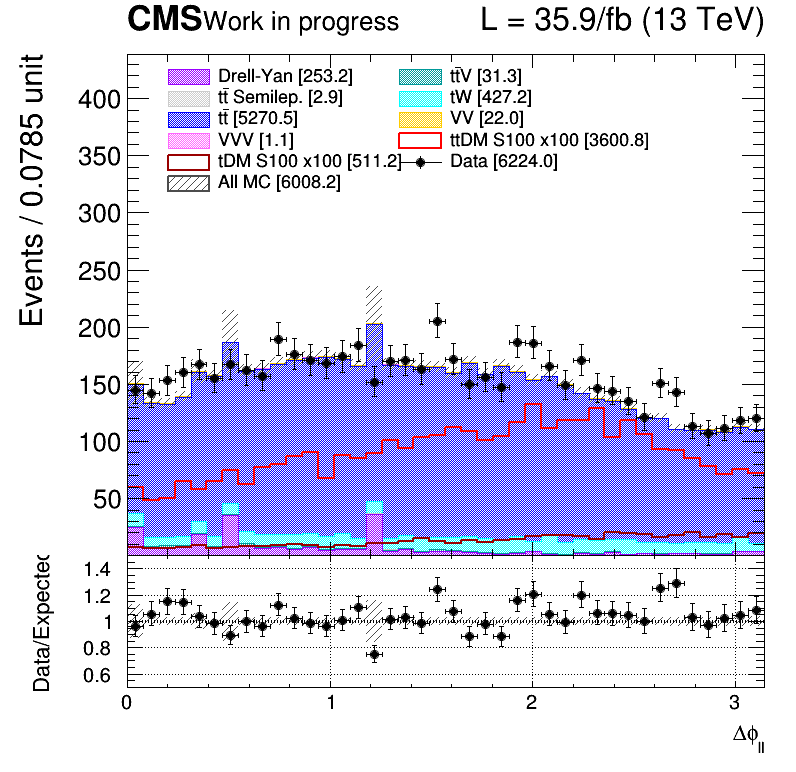 CMS Work in progress L = 35.9/fb (13 TeV)
Drell-Yan [253.2] tt̄V [31.3]
tt̄ Semilep. [2.9] tW [427.2]
tt̄ [5270.5] VV [22.0]
VVV [1.1] ttDM S100 x100 [3600.8]
tDM S100 x100 [511.2] Data [6224.0]
All MC [6008.2]
Events / 0.0785 unit
400
350
300
250
200
150
100
50
Data/Expected
1.4
1.2
1
0.8
0.6
0 1 2 3
Δϕ_ll